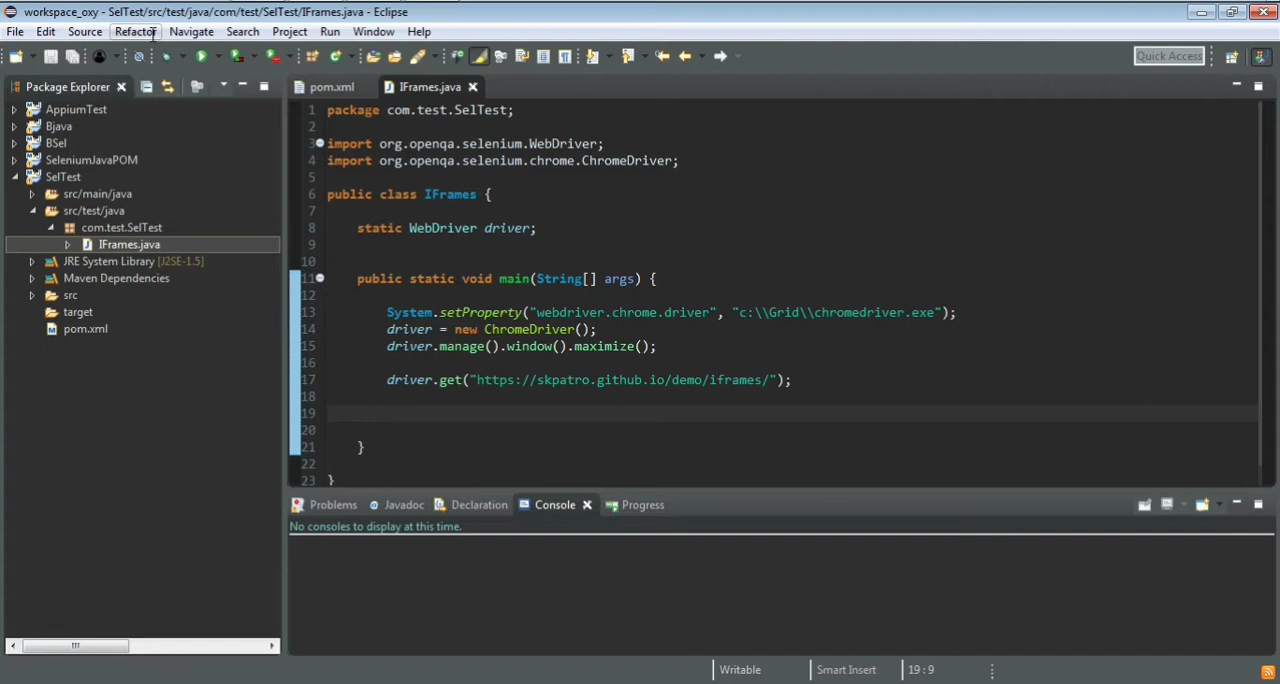 workspace_oxy - SelTest/src/test/java/com/test/SelTest/IFrames.java - Eclipse
File Edit Source Refactor Navigate Search Project Run Window Help
Quick Access
Package Explorer
AppiumTest
Bjava
BSel
SeleniumJavaPOM
SelTest
src/main/java
src/test/java
com.test.SelTest
IFrames.java
JRE System Library [J2SE-1.5]
Maven Dependencies
src
target
pom.xml
pom.xml IFrames.java
1 package com.test.SelTest;
2
3 import org.openqa.selenium.WebDriver;
4 import org.openqa.selenium.chrome.ChromeDriver;
5
6 public class IFrames {
7
8 static WebDriver driver;
9
10
11 public static void main(String[] args) {
12
13 System.setProperty("webdriver.chrome.driver", "c:\\Grid\\chromedriver.exe");
14 driver = new ChromeDriver();
15 driver.manage().window().maximize();
16
17 driver.get("https://skpatro.github.io/demo/iframes/");
18
19
20
21 }
22
23 }
Problems Javadoc Declaration Console Progress
No consoles to display at this time.
Writable Smart Insert 19 : 9